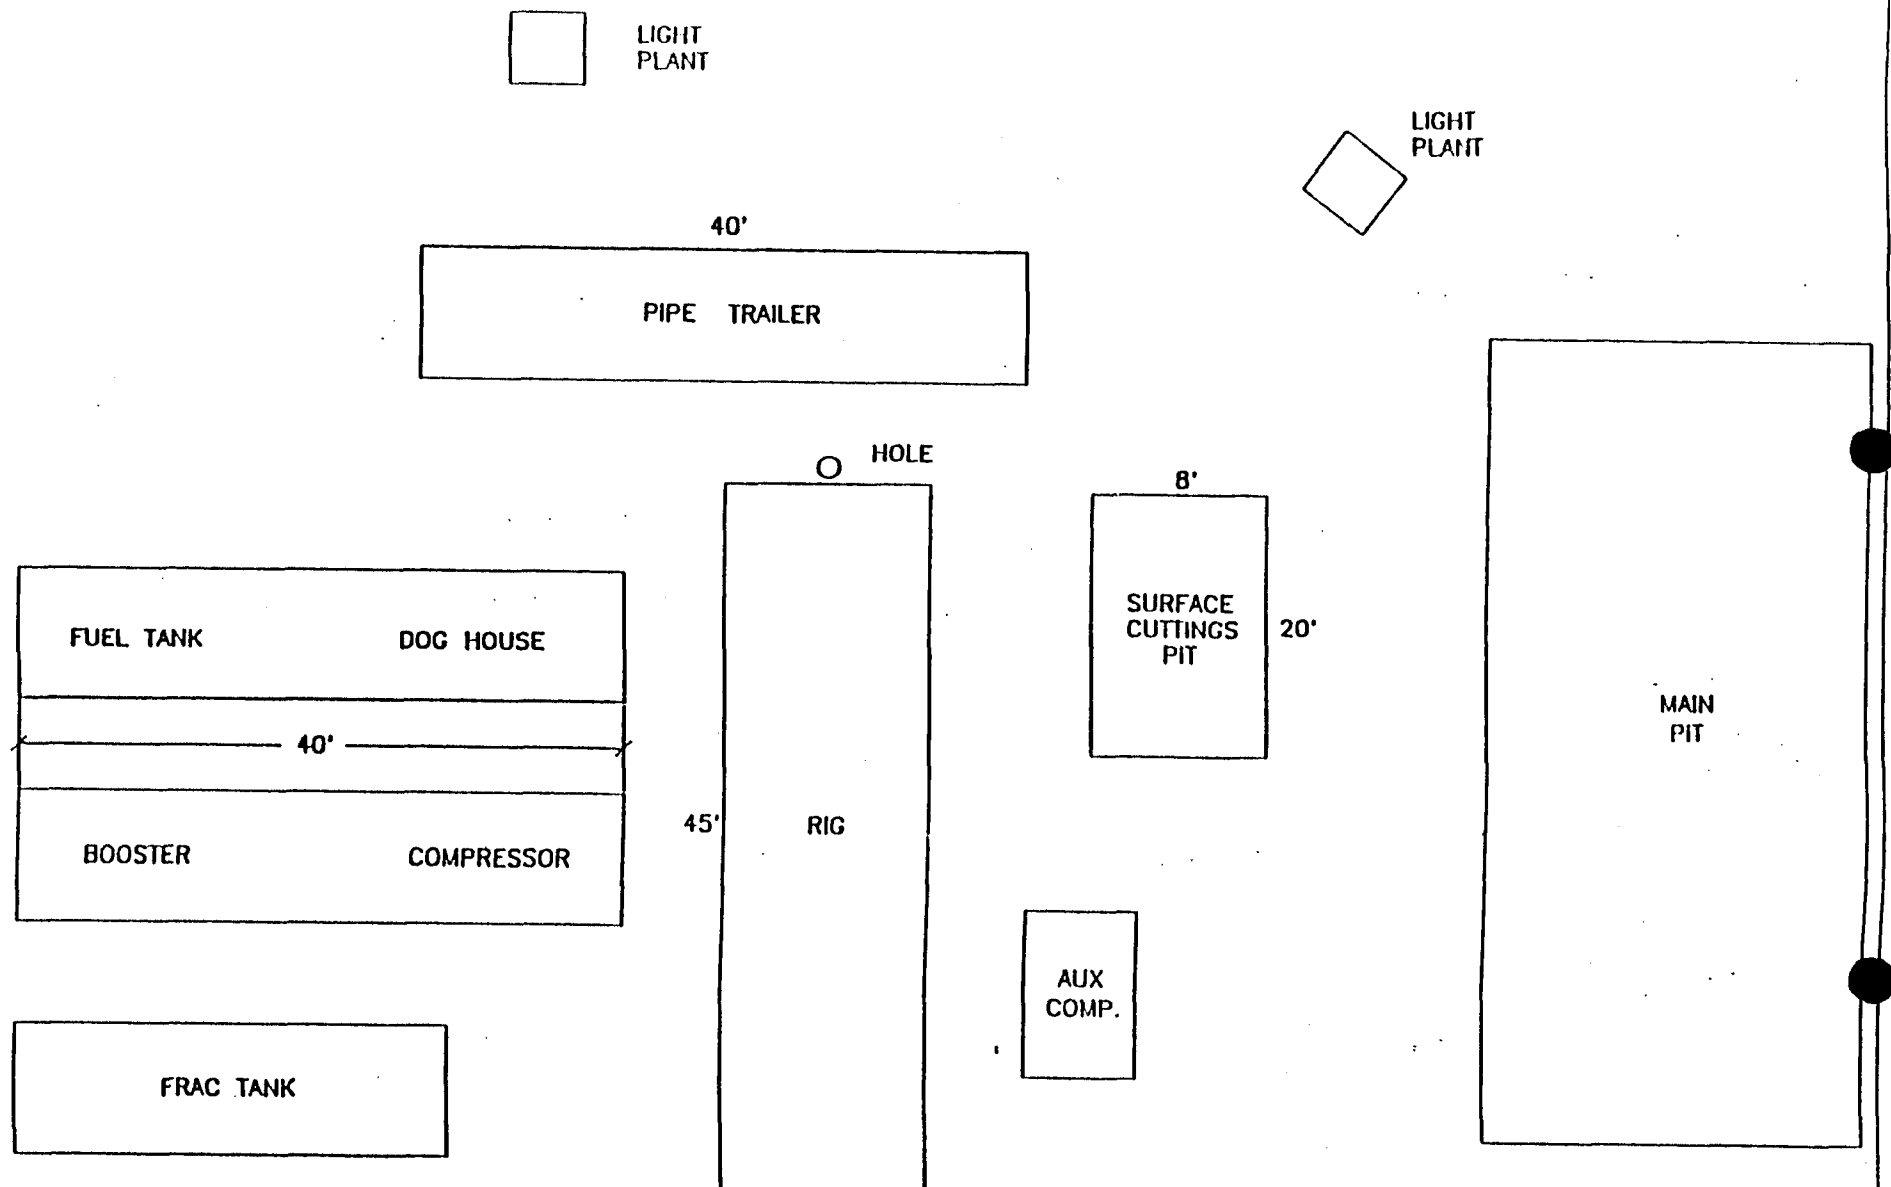 LIGHT
PLANT
LIGHT
PLANT
40'
PIPE TRAILER
HOLE
8'
SURFACE
CUTTINGS
PIT
20'
FUEL TANK DOG HOUSE
MAIN
PIT
40'
45'
RIG
BOOSTER COMPRESSOR
AUX
COMP.
FRAC TANK